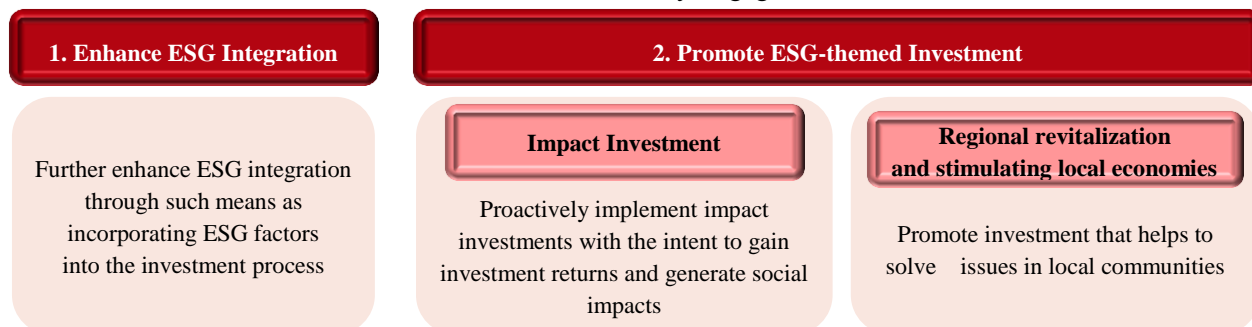 1. Enhance ESG Integration
2. Promote ESG-themed Investment
Further enhance ESG integration
through such means as
incorporating ESG factors
into the investment process
Impact Investment
Proactively implement impact
investments with the intent to gain
investment returns and generate social
impacts
Regional revitalization
and stimulating local economies
Promote investment that helps to
solve issues in local communities